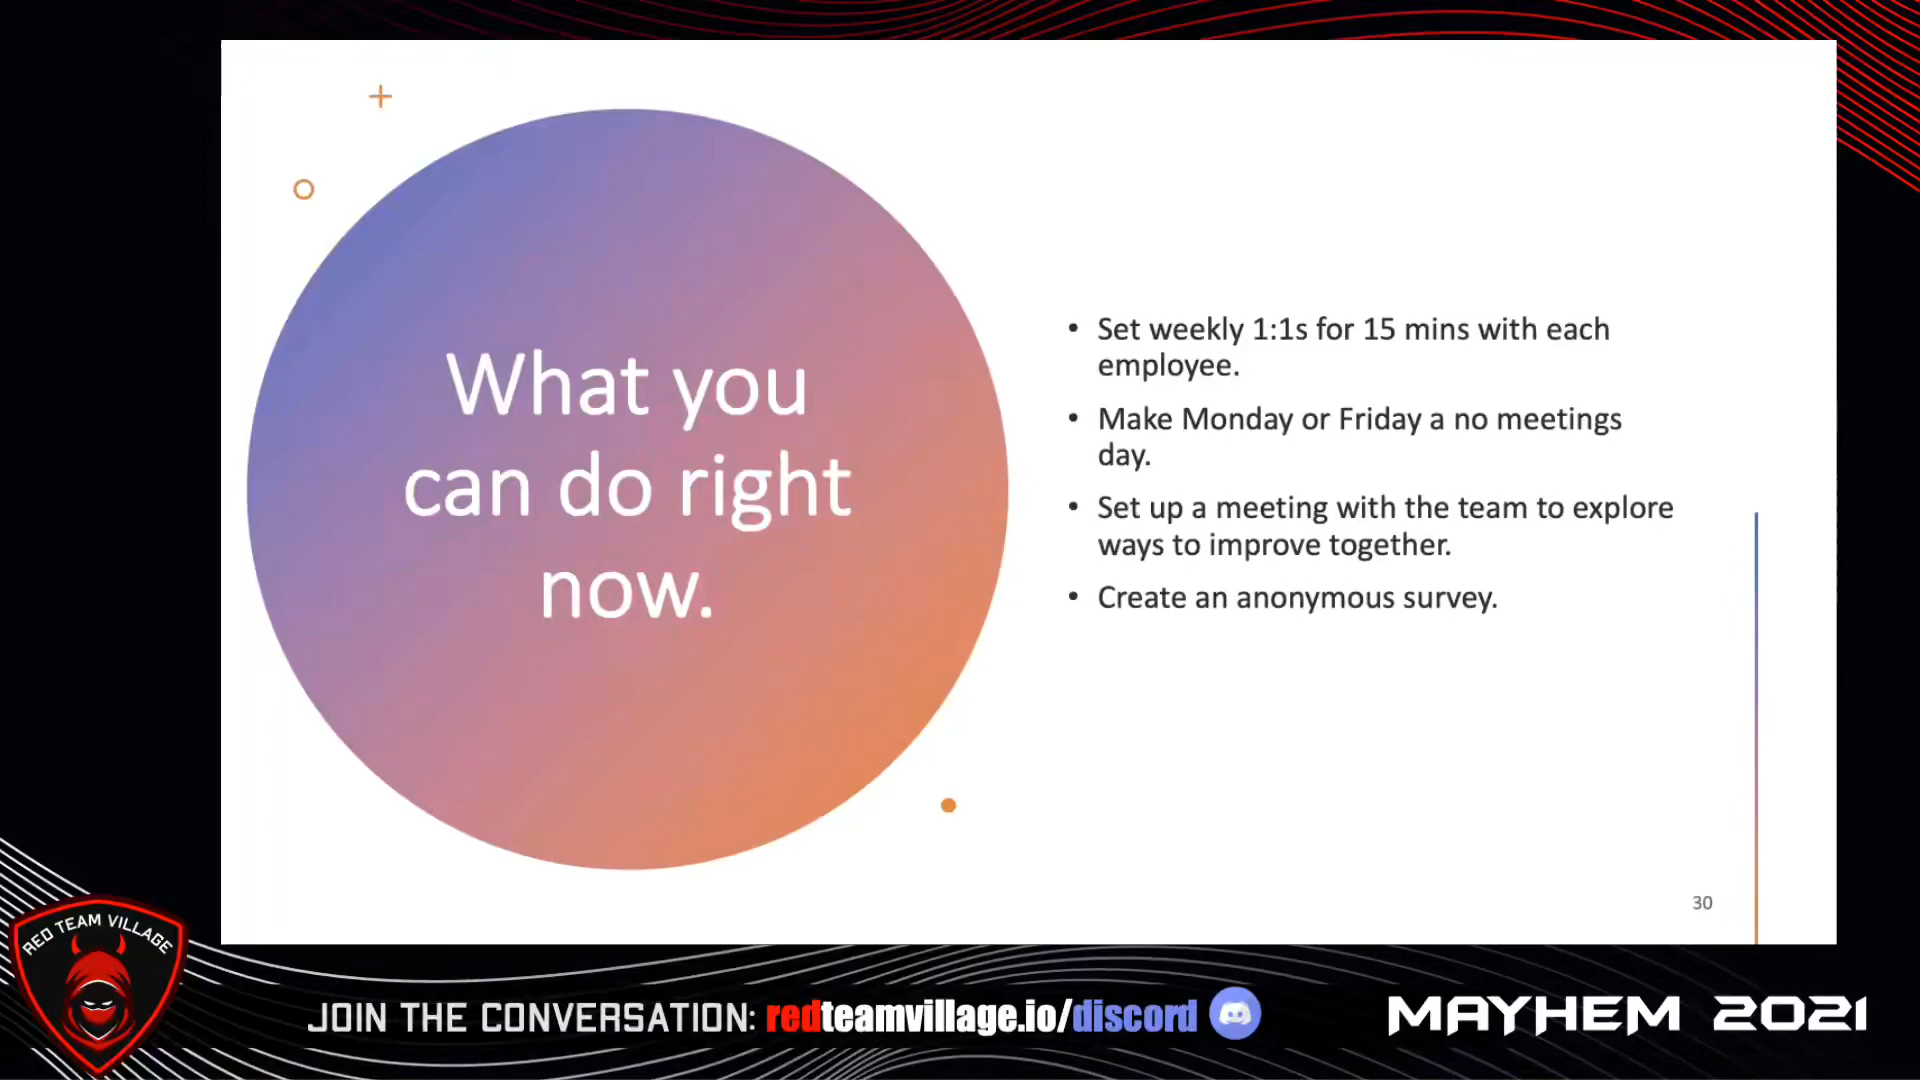 What you
can do right
now.
• Set weekly 1:1s for 15 mins with each
employee.
• Make Monday or Friday a no meetings
day.
• Set up a meeting with the team to explore
ways to improve together.
• Create an anonymous survey.
30
RED TEAM VILLAGE
JOIN THE CONVERSATION: redteamvillage.io/discord
MAYHEM 2021